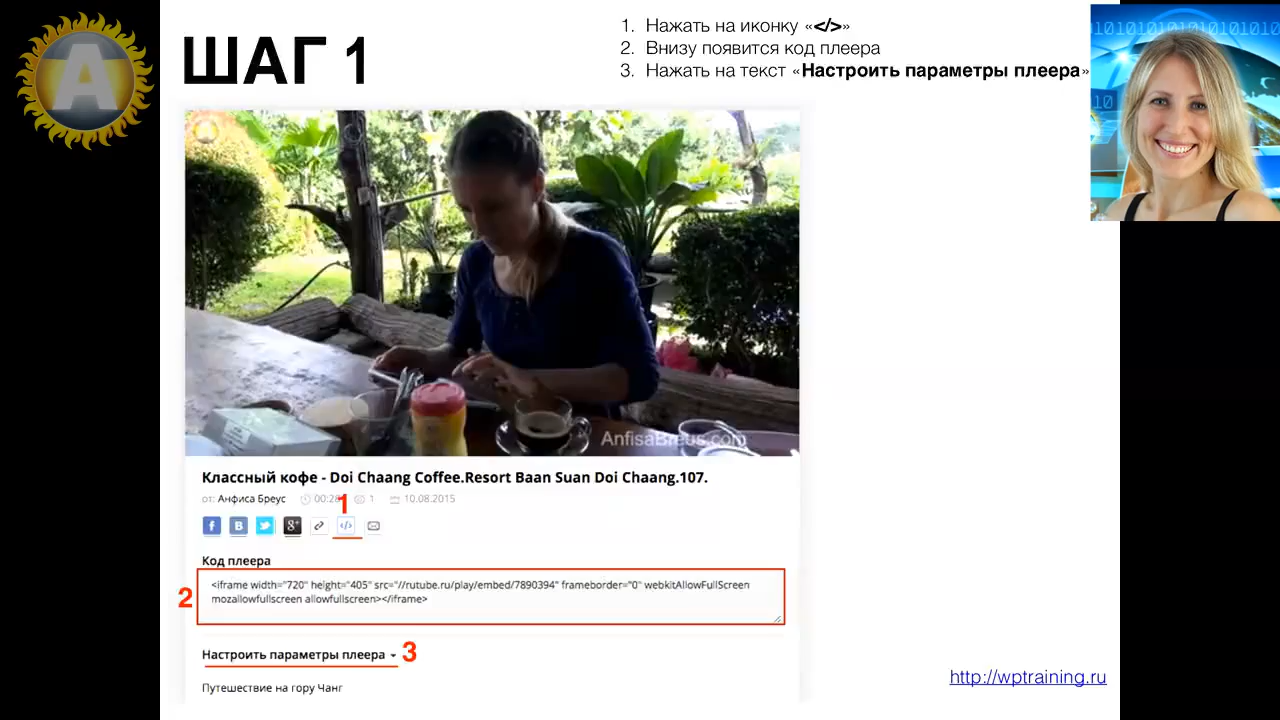 A
ШАГ 1
1. Нажать на иконку «</>»
2. Внизу появится код плеера
3. Нажать на текст «Настроить параметры плеера»
AnfisaBreus.com
Классный кофе - Doi Chaang Coffee.Resort Baan Suan Doi Chaang.107.
от: Анфиса Бреус 00:28 1 10.08.2015
1
f B g+ </>
Код плеера
2
<iframe width="720" height="405" src="//rutube.ru/play/embed/7890394" frameborder="0" webkitAllowFullScreen
mozallowfullscreen allowfullscreen></iframe>
Настроить параметры плеера 3
Путешествие на гору Чанг
http://wptraining.ru